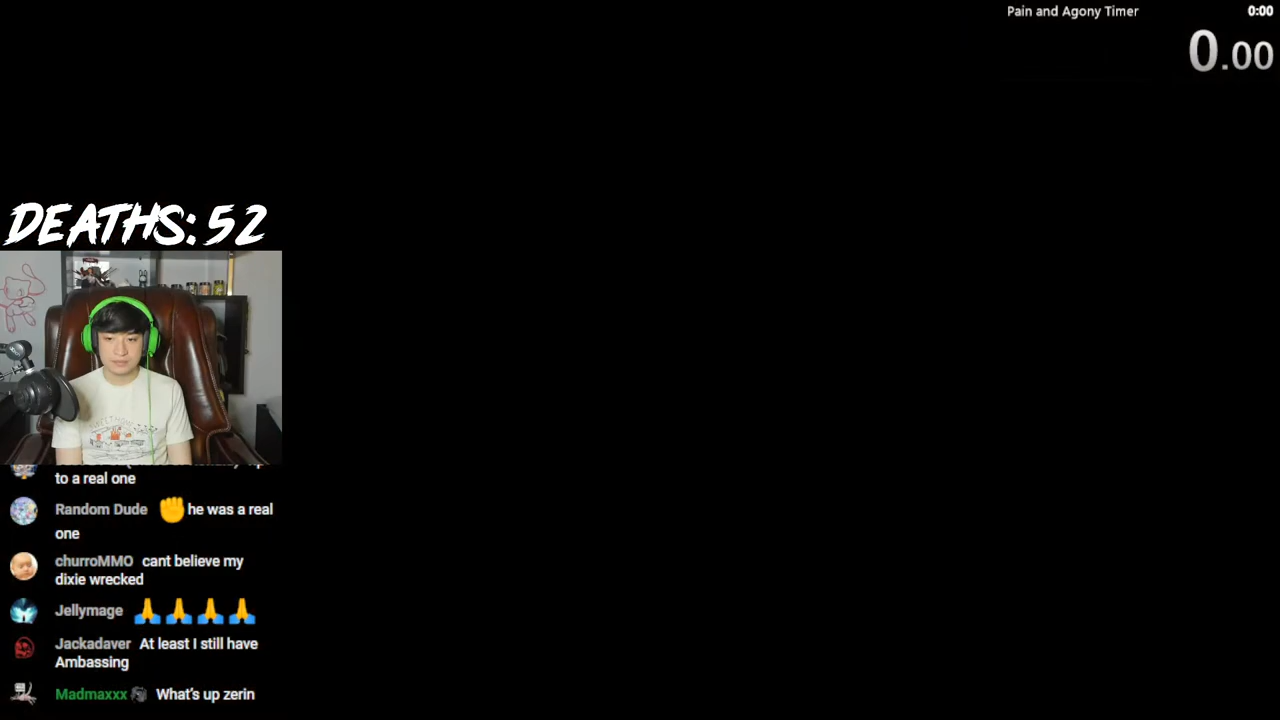 Pain and Agony Timer 0:00
0.00
DEATHS: 52
to a real one
Random Dude ✊ he was a real
one
churroMMO cant believe my
dixie wrecked
Jellymage 🙏🙏🙏🙏
Jackadaver At least I still have
Ambassing
Madmaxxx What's up zerin